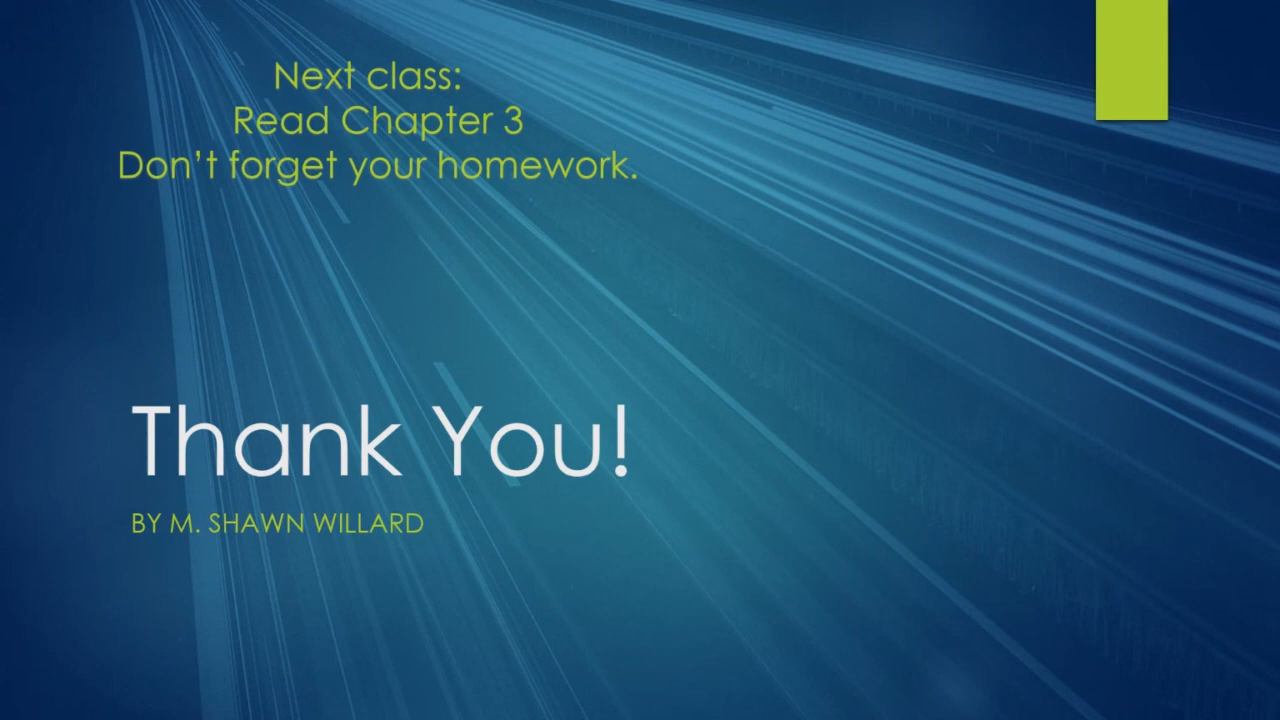 Next class:
Read Chapter 3
Don’t forget your homework.
Thank You!
BY M. SHAWN WILLARD